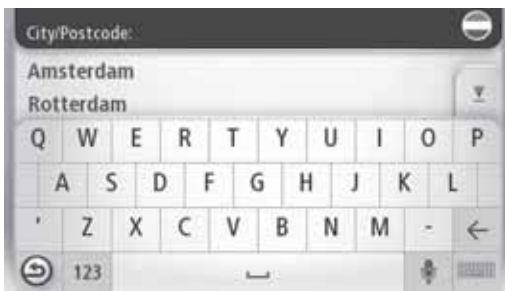 City/Postcode:
Amsterdam
Rotterdam
Q W E R T Y U I O P
A S D F G H J K L
' Z X C V B N M -
123